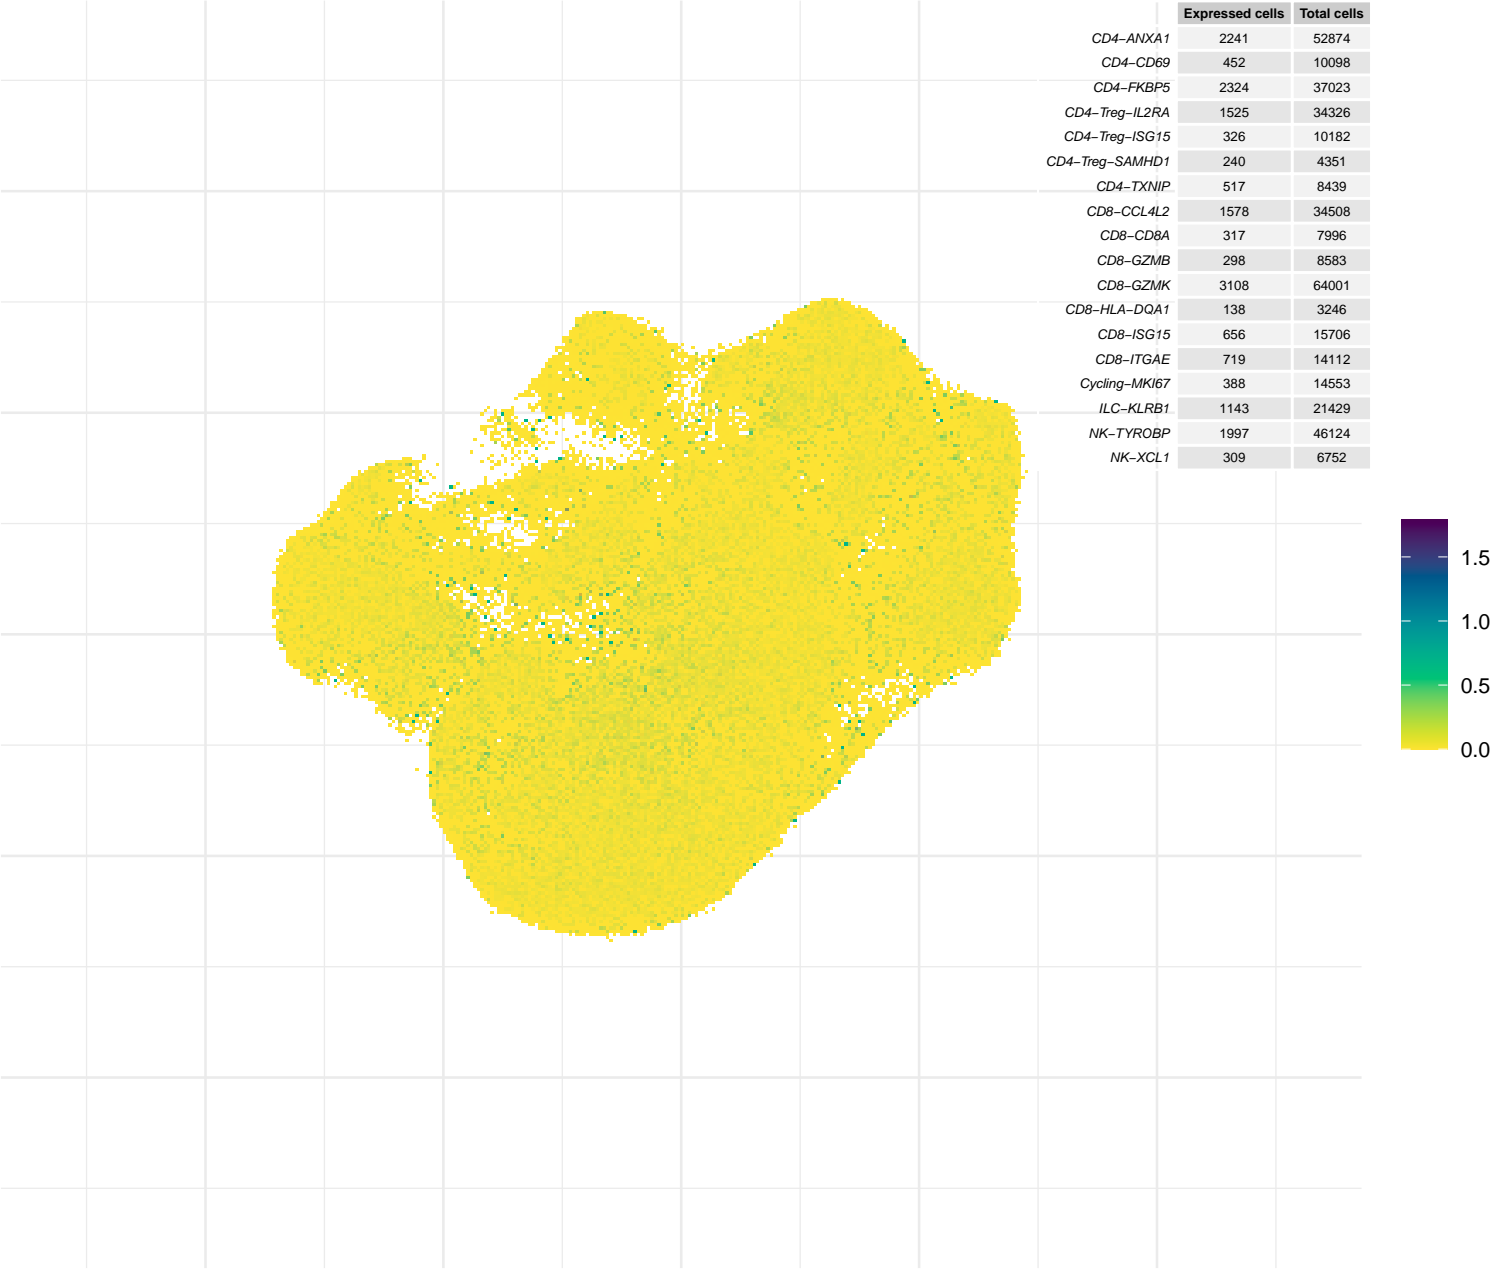 Expressed cells Total cells
CD4−ANXA1 2241 52874
CD4−CD69 452 10098
CD4−FKBP5 2324 37023
CD4−Treg−IL2RA 1525 34326
CD4−Treg−ISG15 326 10182
CD4−Treg−SAMHD1 240 4351
CD4−TXNIP 517 8439
CD8−CCL4L2 1578 34508
CD8−CD8A 317 7996
CD8−GZMB 298 8583
CD8−GZMK 3108 64001
CD8−HLA−DQA1 138 3246
CD8−ISG15 656 15706
CD8−ITGAE 719 14112
Cycling−MKI67 388 14553
ILC−KLRB1 1143 21429
NK−TYROBP 1997 46124
NK−XCL1 309 6752
1.5
1.0
0.5
0.0